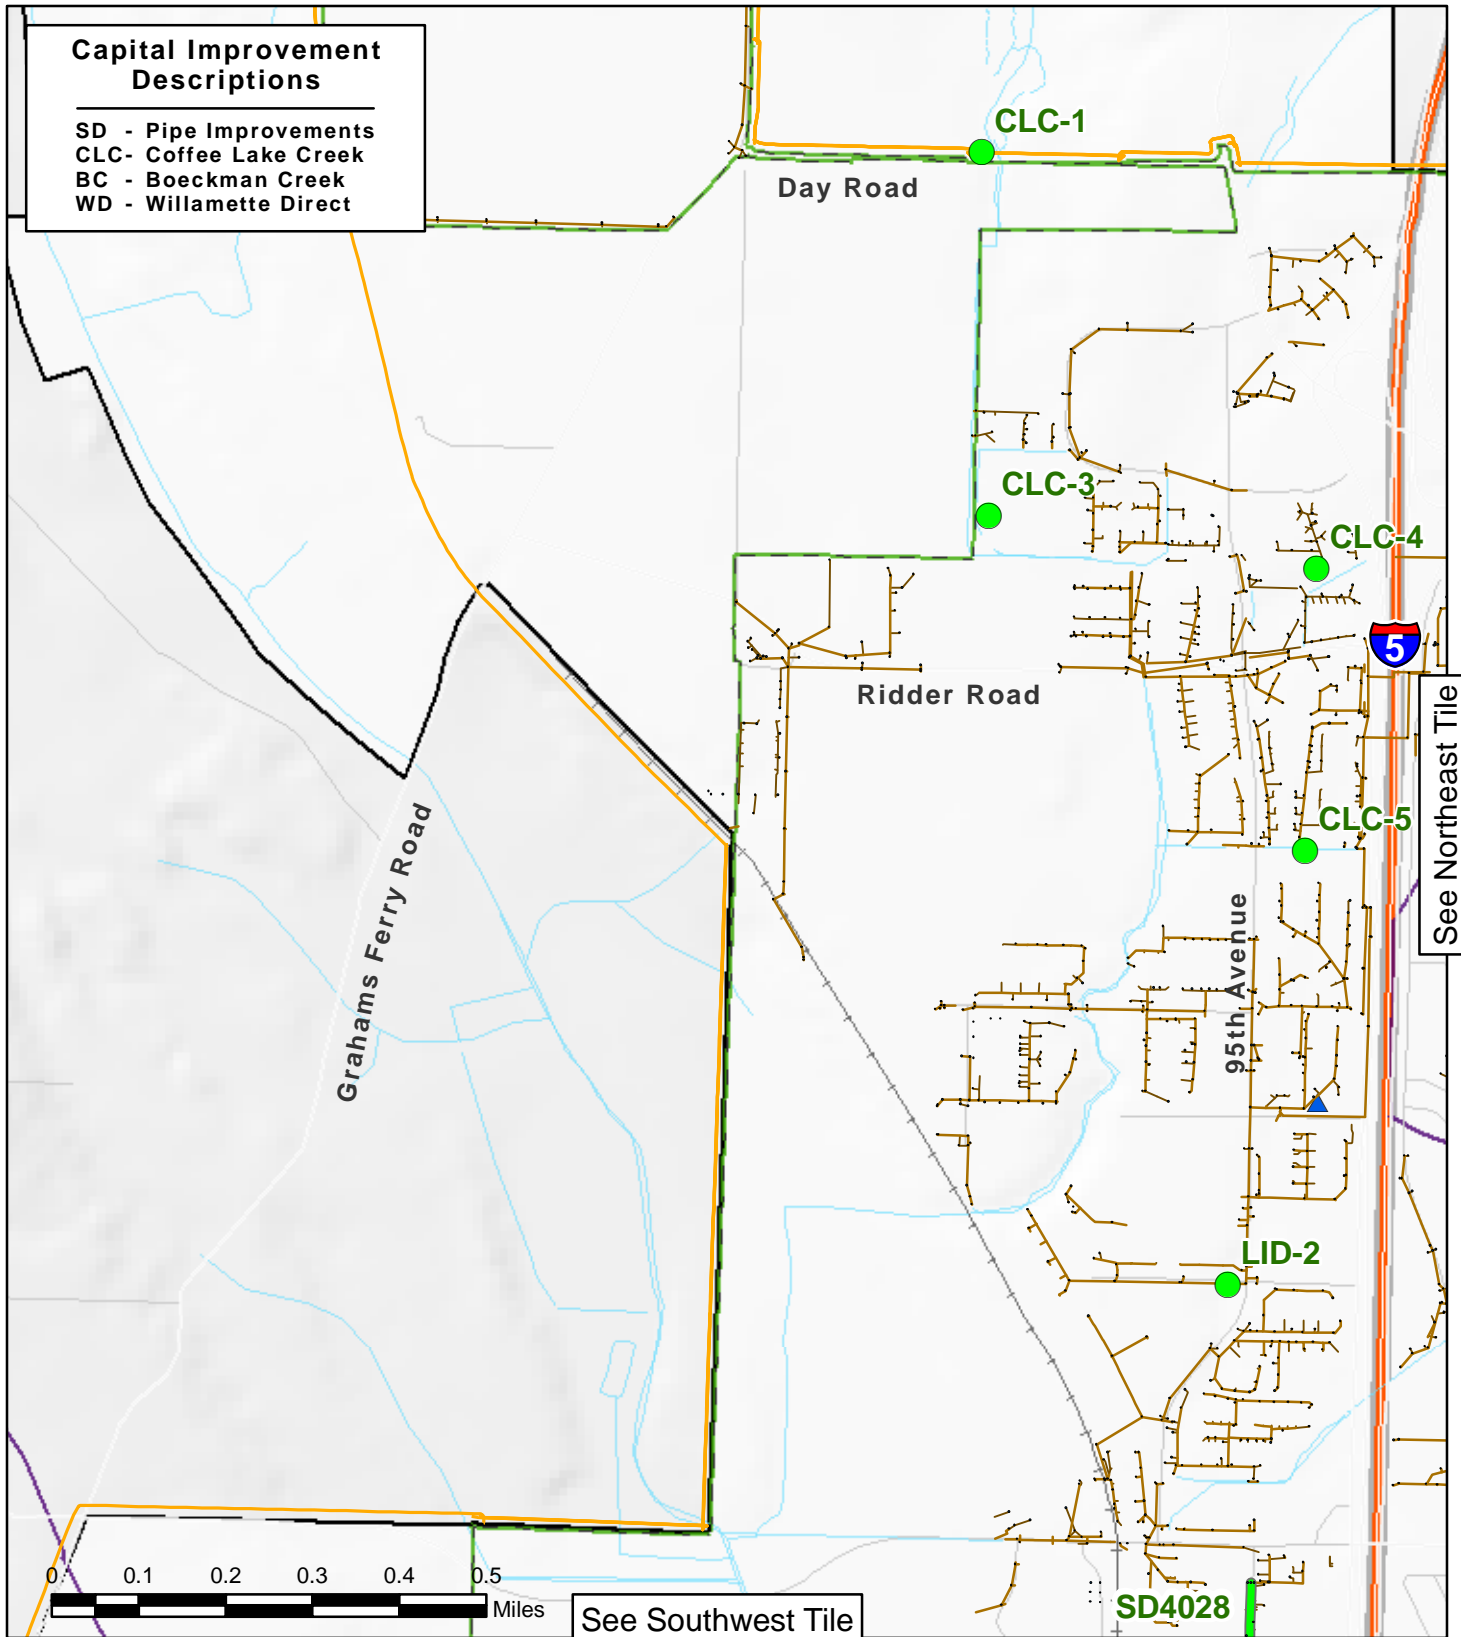 Capital Improvement
Descriptions
SD - Pipe Improvements
CLC- Coffee Lake Creek
BC - Boeckman Creek
WD - Willamette Direct
CLC-1
Day Road
CLC-3
CLC-4
5
Ridder Road
See Northeast Tile
CLC-5
Grahams Ferry Road
95th Avenue
LID-2
0 0.1 0.2 0.3 0.4 0.5
Miles
See Southwest Tile
SD4028